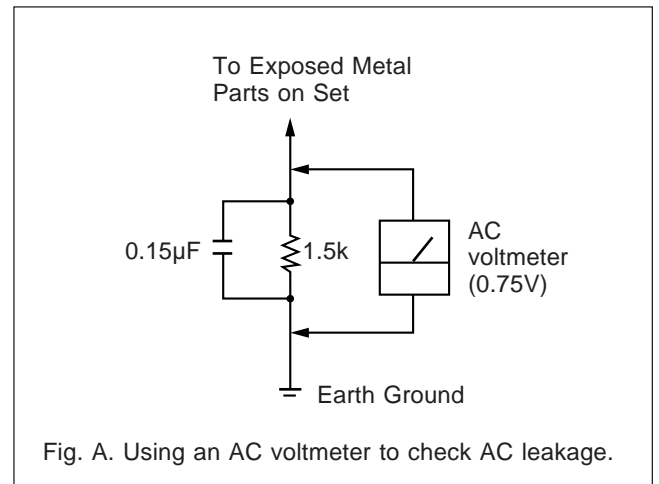 To Exposed Metal
Parts on Set
0.15µF
1.5k
AC
voltmeter
(0.75V)
Earth Ground
Fig. A. Using an AC voltmeter to check AC leakage.